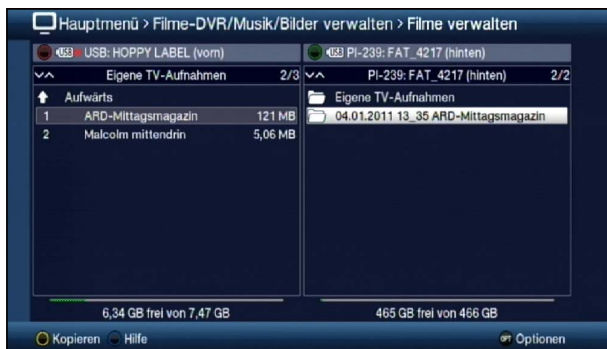 Hauptmenü > Filme-DVR/Musik/Bilder verwalten > Filme verwalten
USB USB: HOPPY LABEL (vorn)
USB PI-239: FAT_4217 (hinten)
Eigene TV-Aufnahmen 2/3
PI-239: FAT_4217 (hinten) 2/2
Aufwärts
Eigene TV-Aufnahmen
1 ARD-Mittagsmagazin 121 MB
04.01.2011 13_35 ARD-Mittagsmagazin
2 Malcolm mittendrin 5,06 MB
6,34 GB frei von 7,47 GB
465 GB frei von 466 GB
Kopieren Hilfe OPT Optionen